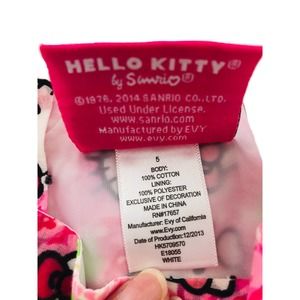 HELLO KITTY
by Sanrio®
©1976, 2014 SANRIO CO., LTD.
Used Under License.
www.sanrio.com
Manufactured by EVY
www.evy.com
5
BODY:
100% COTTON
LINING:
100% POLYESTER
EXCLUSIVE OF DECORATION
MADE IN CHINA
RN#17657
Manufacturer: Evy of California
www.Evy.com
Date of Production:12/2013
HK5709570
E18055
WHITE